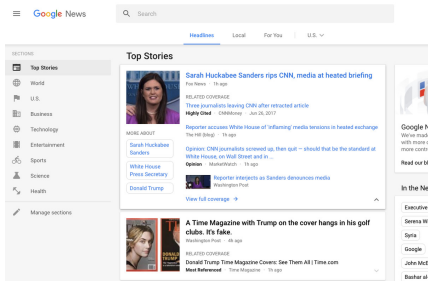 Google News
Search
Headlines Local For You U.S.
SECTIONS
Top Stories
World
U.S.
Business
Technology
Entertainment
Sports
Science
Health
Manage sections
Top Stories
Sarah Huckabee Sanders rips CNN, media at heated briefing
Fox News · 1h ago
RELATED COVERAGE
Three journalists leaving CNN after retracted article
Highly Cited · CNNMoney · Jun 26, 2017
Reporter accuses White House of 'inflaming' media tensions in heated exchange
The Hill (blog) · 1h ago
Opinion: CNN journalists screwed up, then quit — should that be the standard at
White House, on Wall Street and in ...
Opinion · MarketWatch · 1h ago
Reporter interjects as Sanders denounces media
Washington Post
View full coverage
MORE ABOUT
Sarah Huckabee
Sanders
White House
Press Secretary
Donald Trump
A Time Magazine with Trump on the cover hangs in his golf
clubs. It's fake.
Washington Post · 4h ago
RELATED COVERAGE
Donald Trump Time Magazine Covers: See Them All | Time.com
Most Referenced · Time Magazine · 1h ago
Google N
We've made
with more
more contr
Read our bl
In the Ne
Executive
Serena W
Syria
Google
John McE
Bashar al-